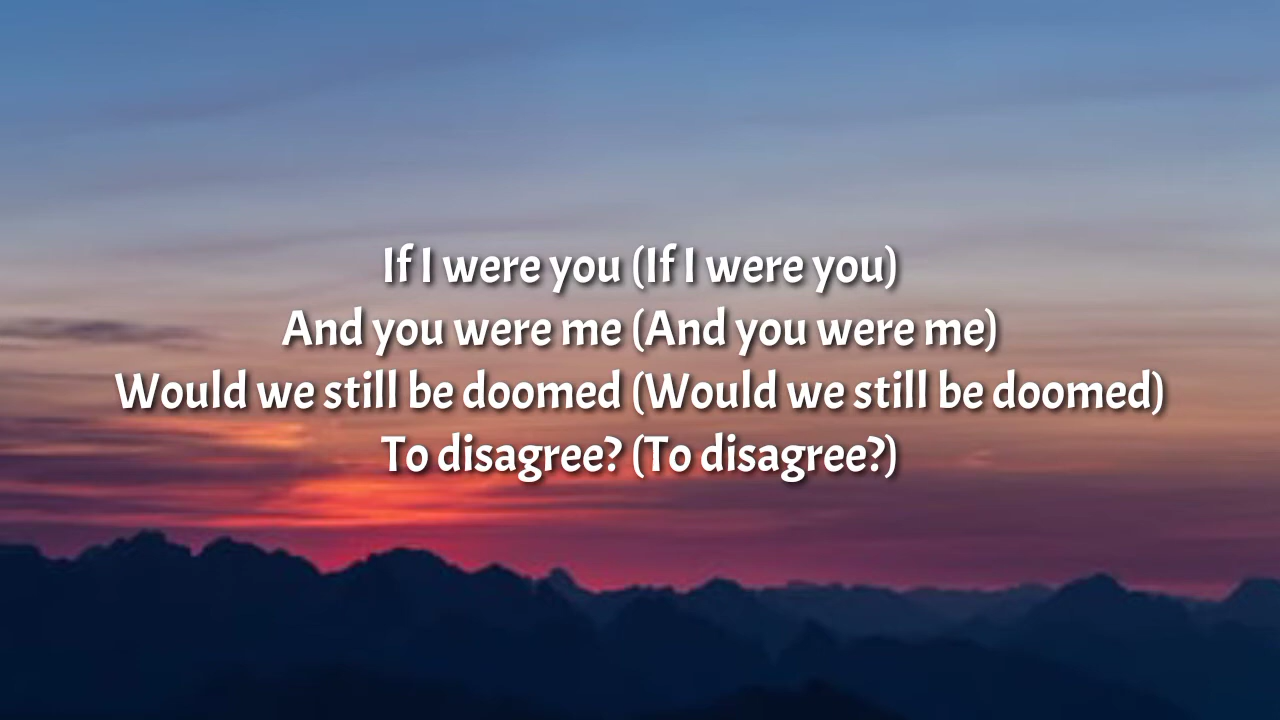 If I were you (If I were you)
And you were me (And you were me)
Would we still be doomed (Would we still be doomed)
To disagree? (To disagree?)